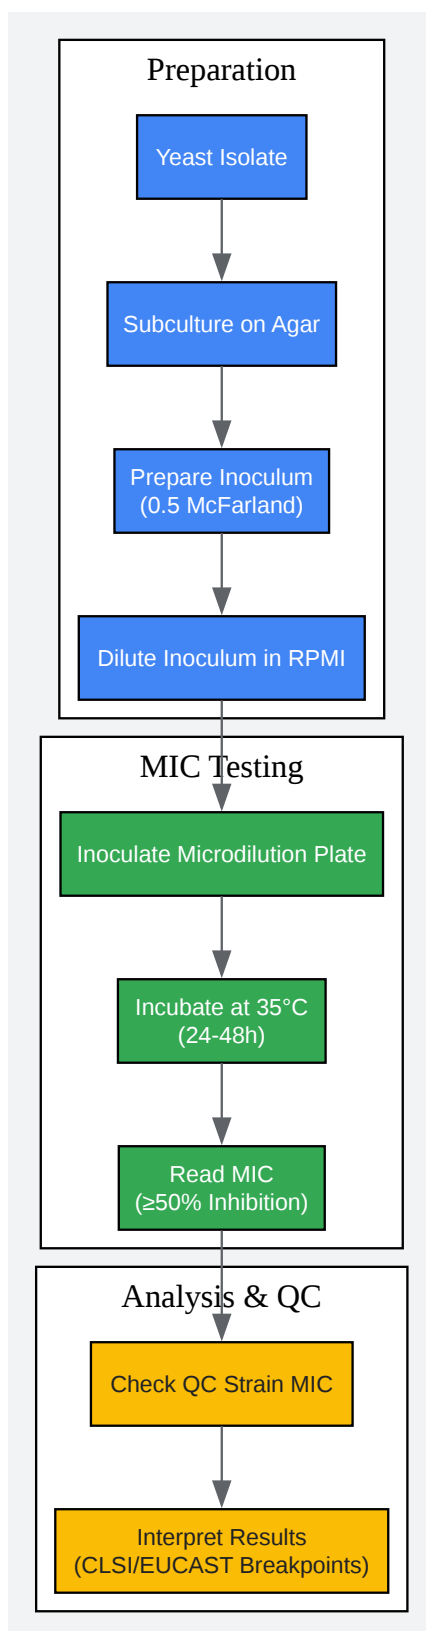 Preparation
Yeast Isolate
Subculture on Agar
Prepare Inoculum
(0.5 McFarland)
Dilute Inoculum in RPMI
MIC Testing
Inoculate Microdilution Plate
Incubate at 35°C
(24-48h)
Read MIC
(≥50% Inhibition)
Analysis & QC
Check QC Strain MIC
Interpret Results
(CLSI/EUCAST Breakpoints)